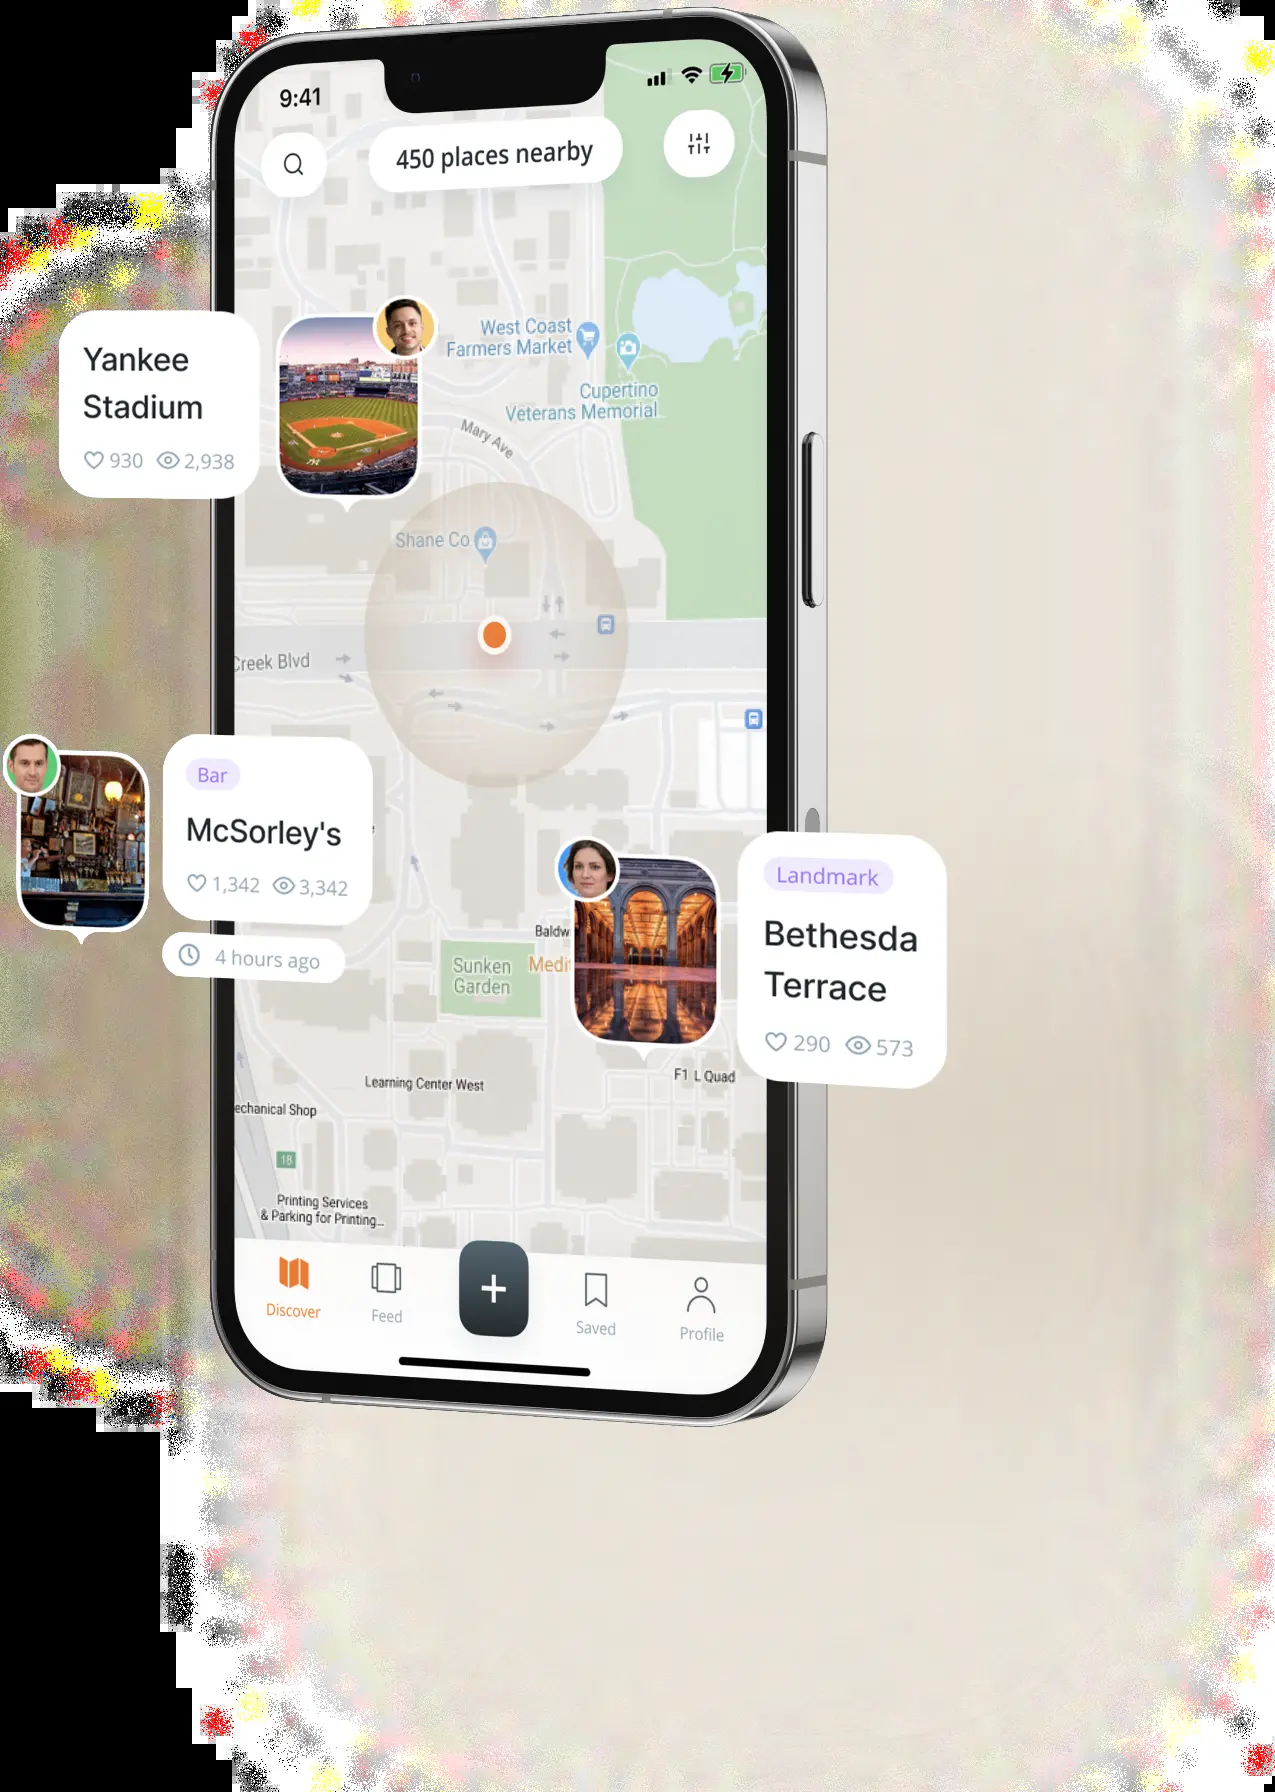 9:41
450 places nearby
West Coast
Farmers Market
Cupertino
Veterans Memorial
Yankee
Stadium
930 2,938
Mary Ave
Shane Co
Creek Blvd
Bar
McSorley's
1,342 3,342
4 hours ago
Landmark
Bethesda
Terrace
290 573
Baldw
Medit
Sunken
Garden
F1 L Quad
Learning Center West
echanical Shop
18
Printing Services
& Parking for Printing...
Discover
Feed
Saved
Profile